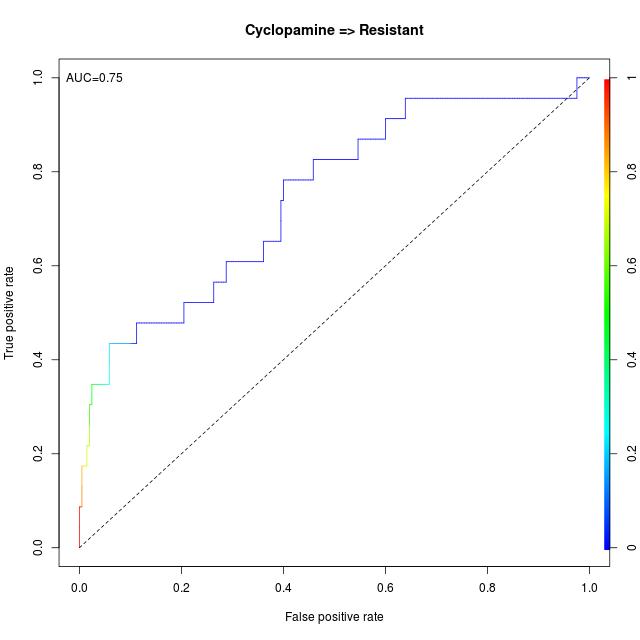 Cyclopamine => Resistant
AUC=0.75
True positive rate
1.0
0.8
0.6
0.4
0.2
0.0
0.0 0.2 0.4 0.6 0.8 1.0
False positive rate
1
0.8
0.6
0.4
0.2
0